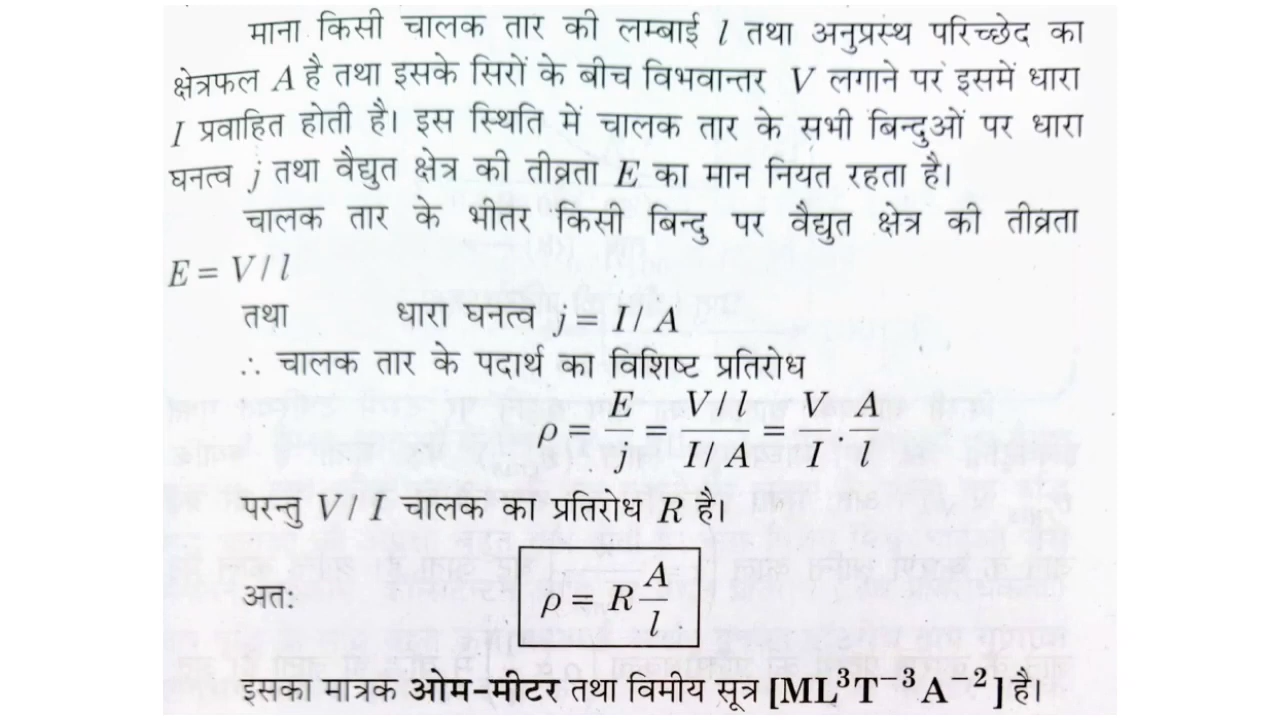 माना किसी चालक तार की लम्बाई l तथा अनुप्रस्थ परिच्छेद का
क्षेत्रफल A है तथा इसके सिरों के बीच विभवान्तर V लगाने पर इसमें धारा
I प्रवाहित होती है। इस स्थिति में चालक तार के सभी बिन्दुओं पर धारा
घनत्व j तथा वैद्युत क्षेत्र की तीव्रता E का मान नियत रहता है।
चालक तार के भीतर किसी बिन्दु पर वैद्युत क्षेत्र की तीव्रता
E = V / l
तथा धारा घनत्व j = I / A
∴ चालक तार के पदार्थ का विशिष्ट प्रतिरोध
ρ = E/j = (V / l)/(I / A) = V/I . A/l
परन्तु V / I चालक का प्रतिरोध R है।
अतः ρ = R A/l
इसका मात्रक ओम-मीटर तथा विमीय सूत्र [ML³T⁻³A⁻²] है।